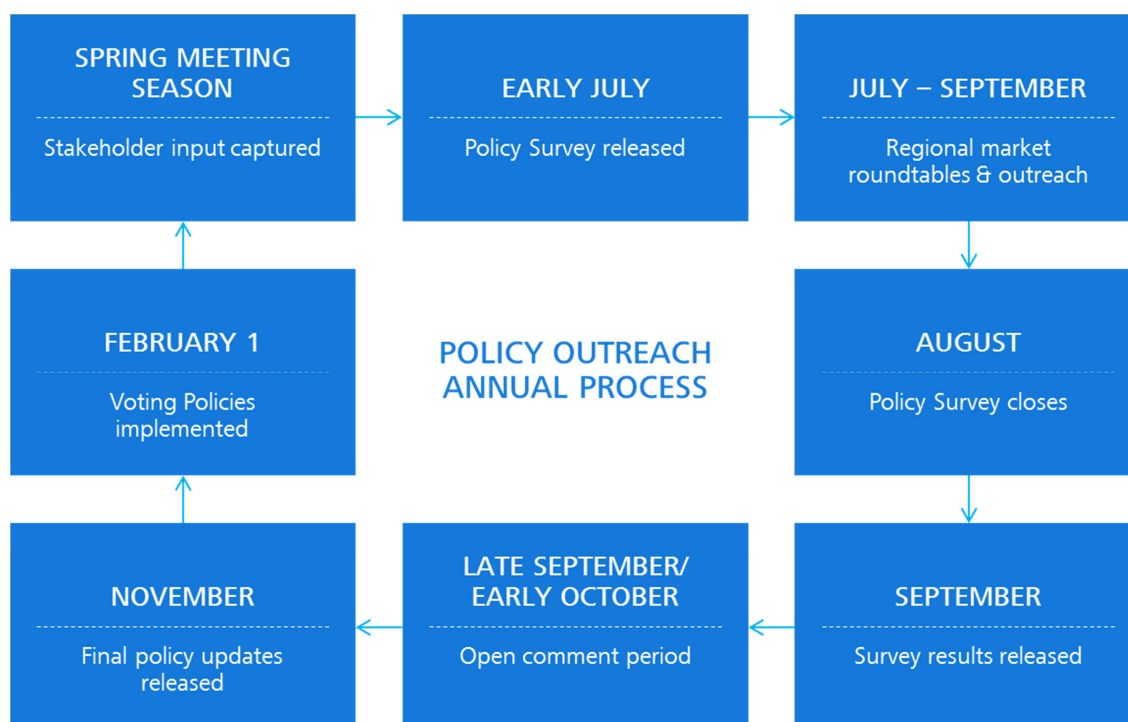 SPRING MEETING
SEASON
Stakeholder input captured
EARLY JULY
Policy Survey released
JULY – SEPTEMBER
Regional market
roundtables & outreach
FEBRUARY 1
Voting Policies
implemented
POLICY OUTREACH
ANNUAL PROCESS
AUGUST
Policy Survey closes
NOVEMBER
Final policy updates
released
LATE SEPTEMBER/
EARLY OCTOBER
Open comment period
SEPTEMBER
Survey results released